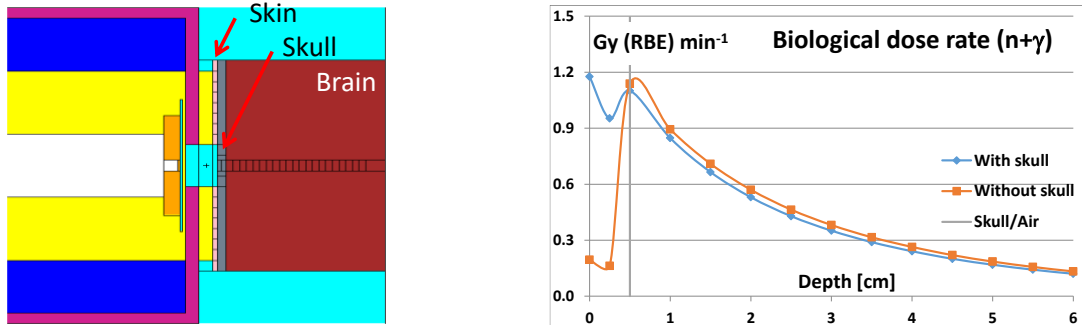 Skin
Skull
Brain
Gy (RBE) min-1
Biological dose rate (n+γ)
1.5
1.2
0.9
0.6
0.3
0.0
With skull
Without skull
Skull/Air
Depth [cm]
0 1 2 3 4 5 6